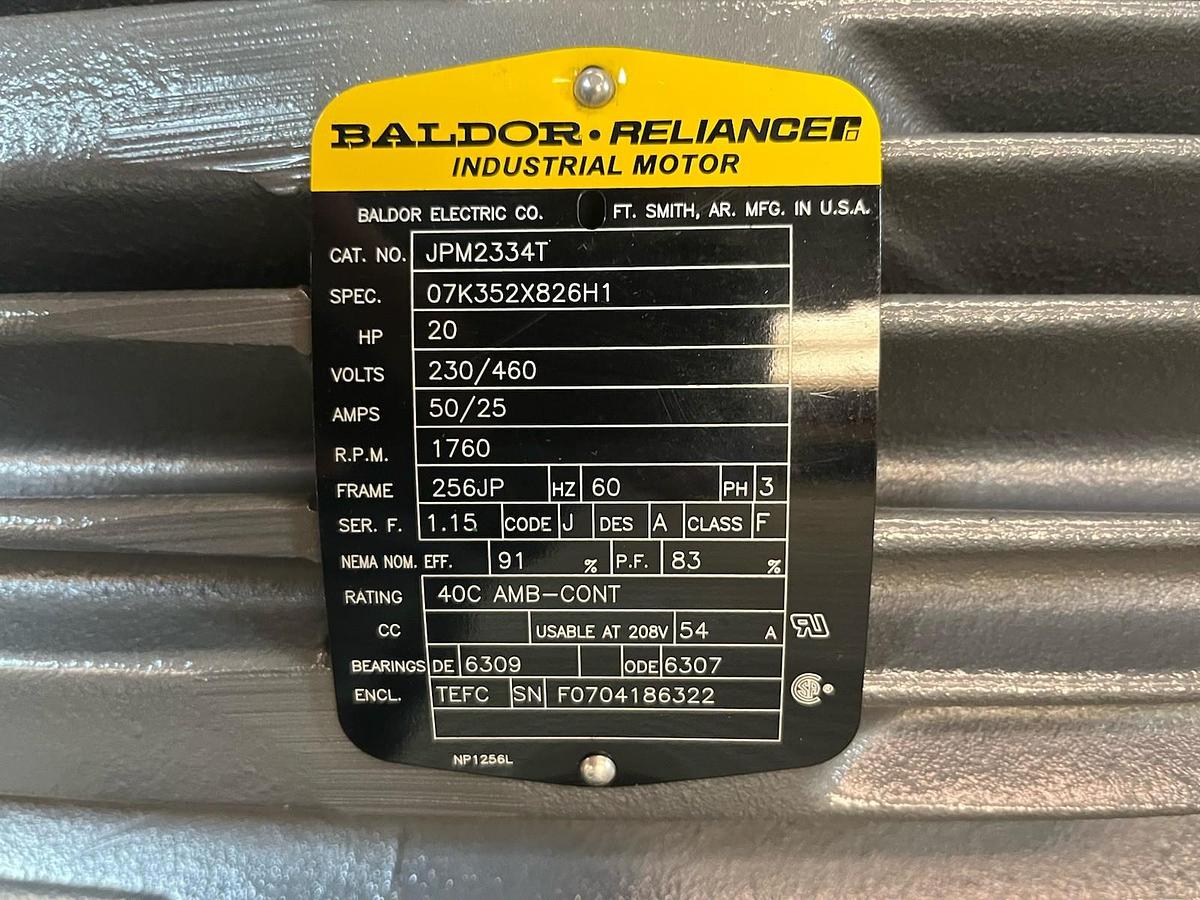 BALDOR • RELIANCE
INDUSTRIAL MOTOR
BALDOR ELECTRIC CO. FT. SMITH, AR. MFG. IN U.S.A.
CAT. NO. JPM2334T
SPEC. 07K352X826H1
HP 20
VOLTS 230/460
AMPS 50/25
R.P.M. 1760
FRAME 256JP HZ 60 PH 3
SER. F. 1.15 CODE J DES A CLASS F
NEMA NOM. EFF. 91 % P.F. 83 %
RATING 40C AMB-CONT
CC USABLE AT 208V 54 A
BEARINGS DE 6309 ODE 6307
ENCL. TEFC SN F0704186322
NP1256L